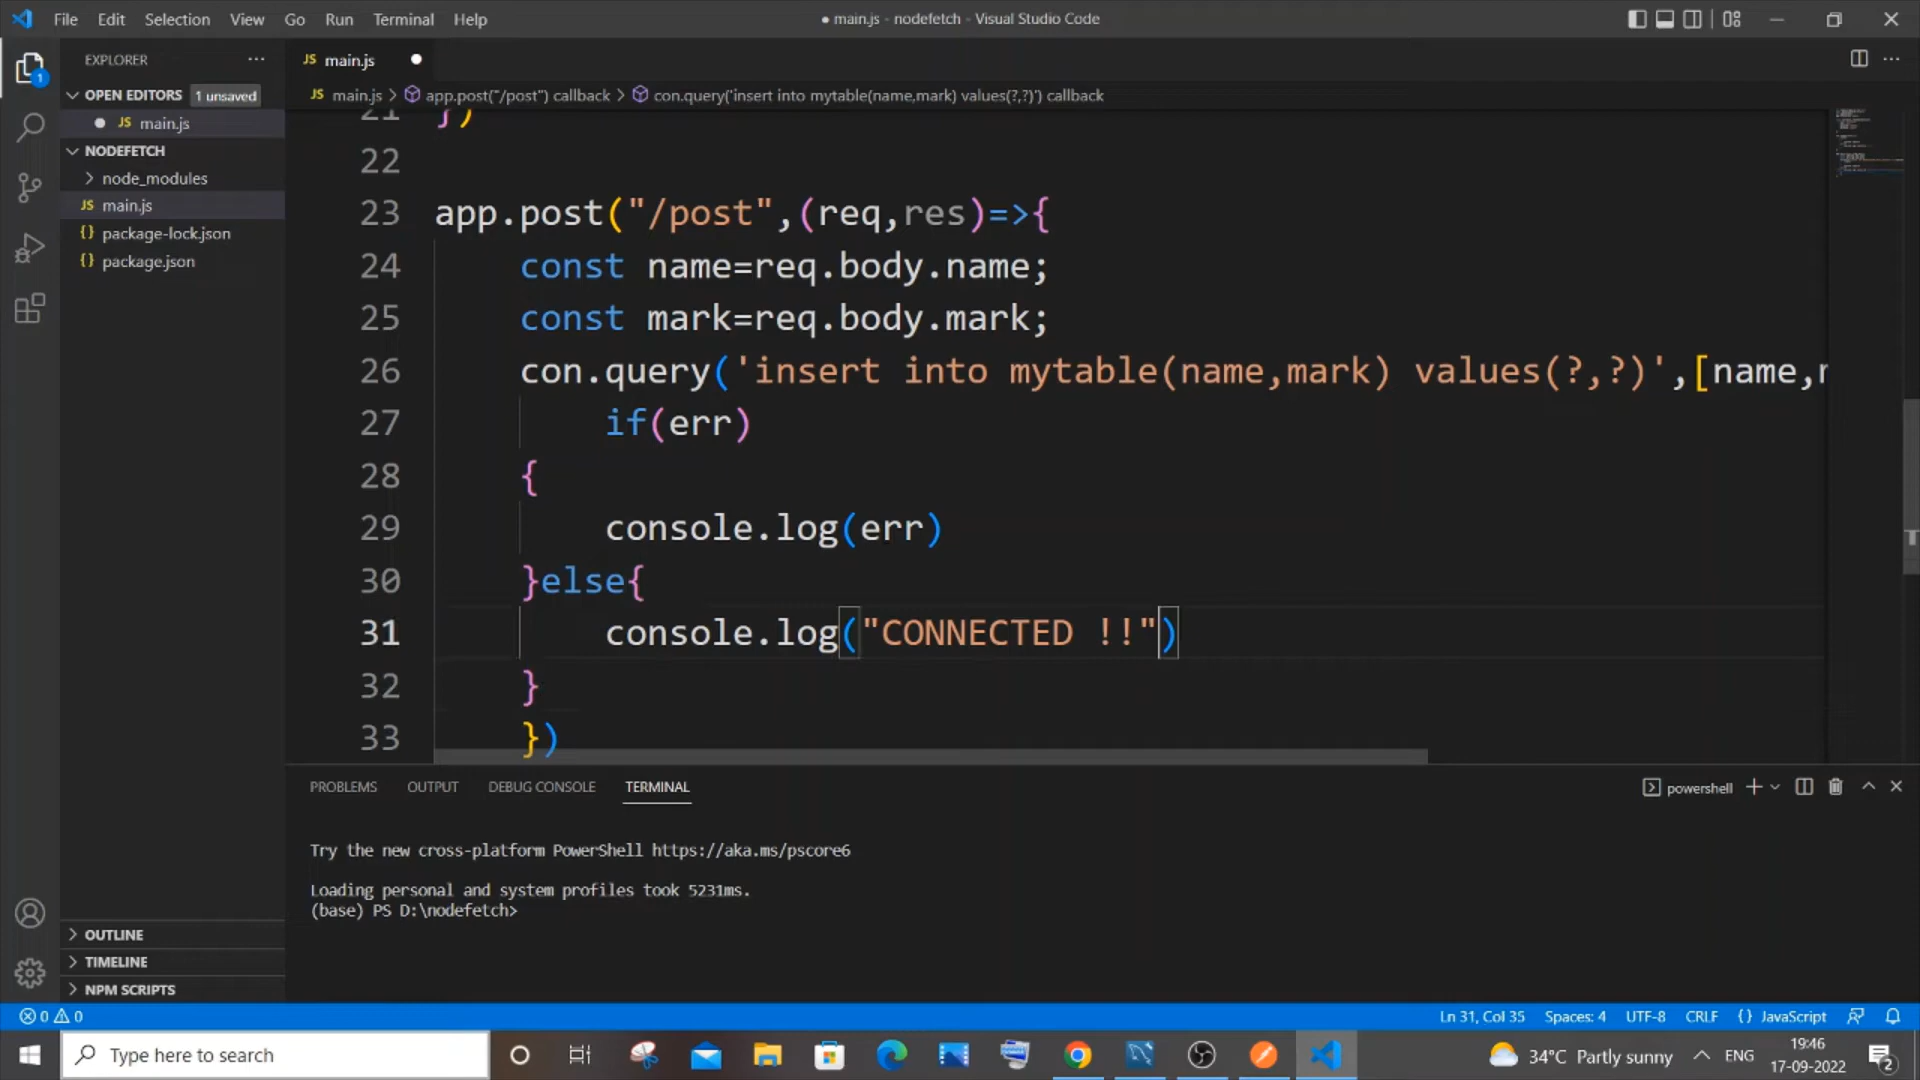 File Edit Selection View Go Run Terminal Help
● main.js - nodefetch - Visual Studio Code
EXPLORER
OPEN EDITORS 1 unsaved
JS main.js
NODEFETCH
node_modules
JS main.js
{} package-lock.json
{} package.json
OUTLINE
TIMELINE
NPM SCRIPTS
JS main.js
JS main.js > app.post("/post") callback > con.query('insert into mytable(name,mark) values(?,?)') callback
21 })
22
23 app.post("/post",(req,res)=>{
24 const name=req.body.name;
25 const mark=req.body.mark;
26 con.query('insert into mytable(name,mark) values(?,?)',[name,
27 if(err)
28 {
29 console.log(err)
30 }else{
31 console.log("CONNECTED !!")
32 }
33 })
PROBLEMS OUTPUT DEBUG CONSOLE TERMINAL
powershell
Try the new cross-platform PowerShell https://aka.ms/pscore6
Loading personal and system profiles took 5231ms.
(base) PS D:\nodefetch>
0 0
Ln 31, Col 35 Spaces: 4 UTF-8 CRLF {} JavaScript
Type here to search
34°C Partly sunny
ENG
19:46
17-09-2022
2
1